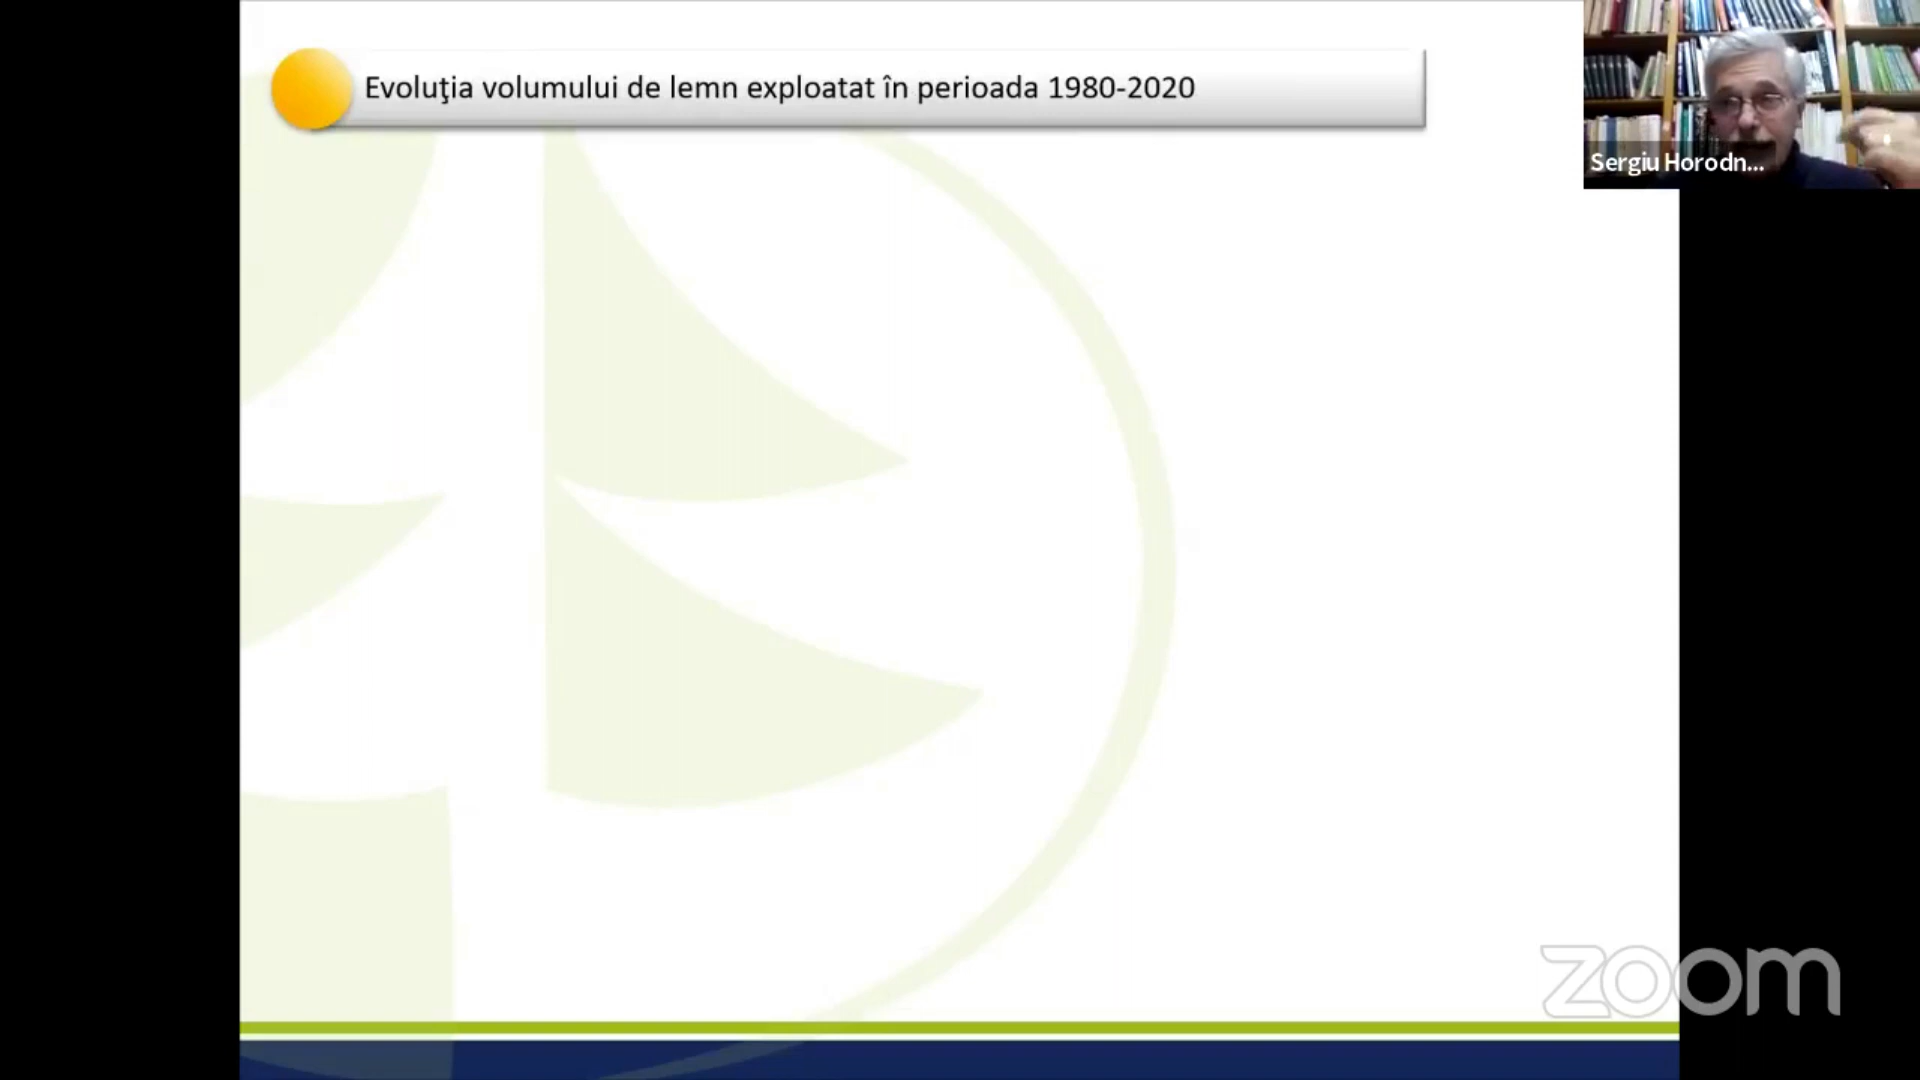 Evoluţia volumului de lemn exploatat în perioada 1980-2020
Sergiu Horodn...
zoom